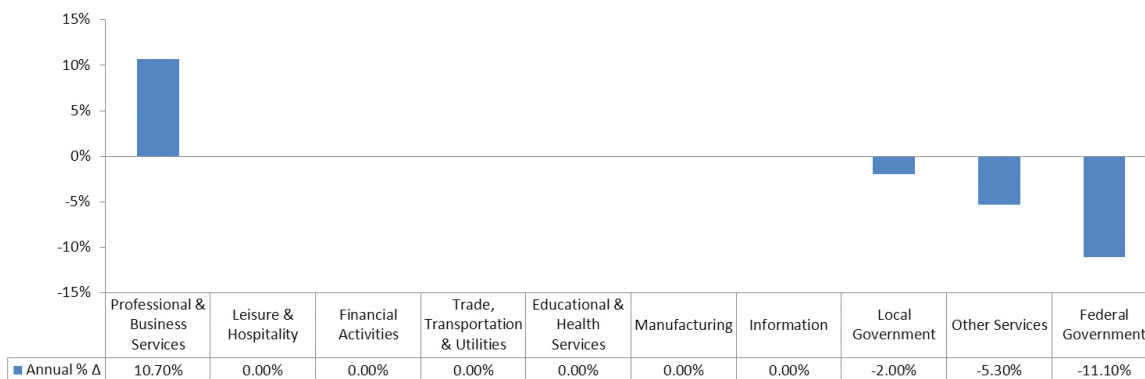 15%
10%
5%
0%
-5%
-10%
-15%
Professional &
Business
Services
Leisure &
Hospitality
Financial
Activities
Trade,
Transportation
& Utilities
Educational &
Health
Services
Manufacturing
Information
Local
Government
Other Services
Federal
Government
Annual % Δ 10.70% 0.00% 0.00% 0.00% 0.00% 0.00% 0.00% -2.00% -5.30% -11.10%